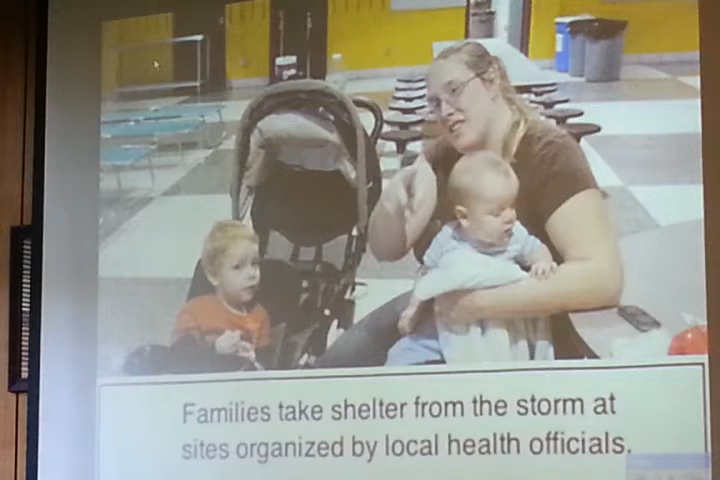 Families take shelter from the storm at
sites organized by local health officials.